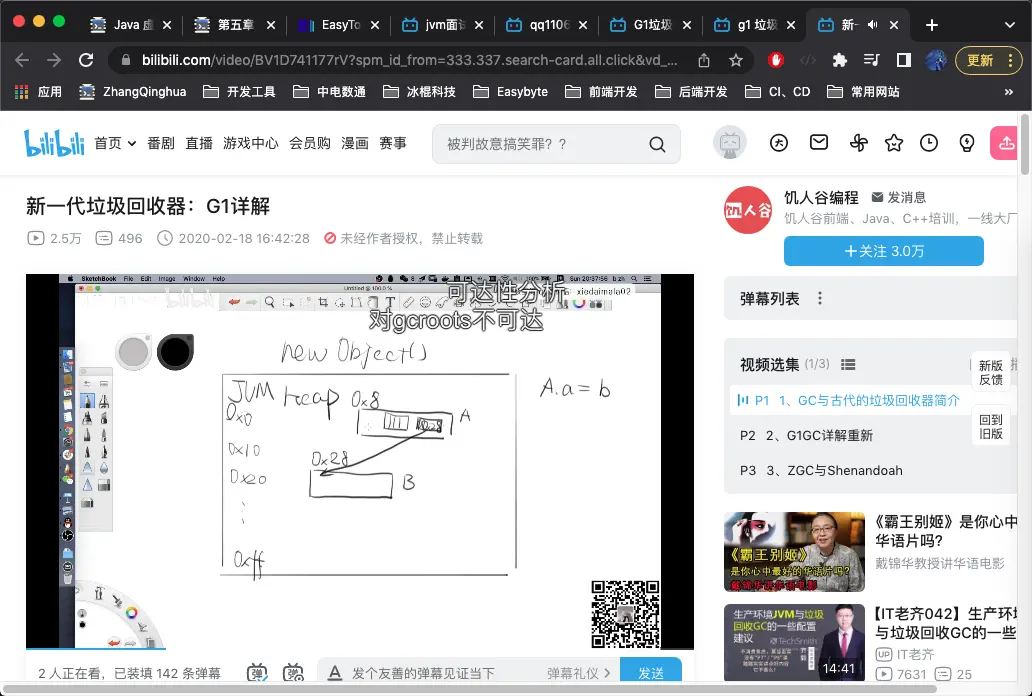 Java 虚
第五章
EasyTo
jvm面试
qq1106
G1垃圾
g1 垃圾
新一
bilibili.com/video/BV1D741177rV?spm_id_from=333.337.search-card.all.click&vd_...
更新
应用
ZhangQinghua
开发工具
中电数通
冰棍科技
Easybyte
前端开发
后端开发
CI、CD
常用网站
»
bilibili
首页
番剧
直播
游戏中心
会员购
漫画
赛事
被判故意搞笑罪？？
新一代垃圾回收器：G1详解
2.5万
496
2020-02-18 16:42:28
未经作者授权，禁止转载
饥人谷
饥人谷编程
发消息
饥人谷前端、Java、C++培训，一线大厂
+关注 3.0万
弹幕列表
SketchBook File Edit Image Window Help
Sun 20:37:56
Untitled @ 100.0 %
xiedaimala02
可达性分析
对gcroots不可达
new Object()
JVM Heap
0x8
A
A.a = b
0x0
0x28
0x10
0x28
0x20
B
0xff
视频选集 (1/3)
新版
反馈
P1 1、GC与古代的垃圾回收器简介
回到
旧版
P2 2、G1GC详解重新
P3 3、ZGC与Shenandoah
《霸王别姬》
是你心中最好的华语片吗?
戴锦华讲华语电影
《霸王别姬》是你心中
华语片吗?
戴锦华教授讲华语电影
生产环境JVM与垃圾
回收GC的一些配置
建议
TechSmith
14:41
【IT老齐042】生产环境
与垃圾回收GC的一些
UP IT老齐
7631
25
2 人正在看，已装填 142 条弹幕
弹
弹
A
发个友善的弹幕见证当下
弹幕礼仪 >
发送